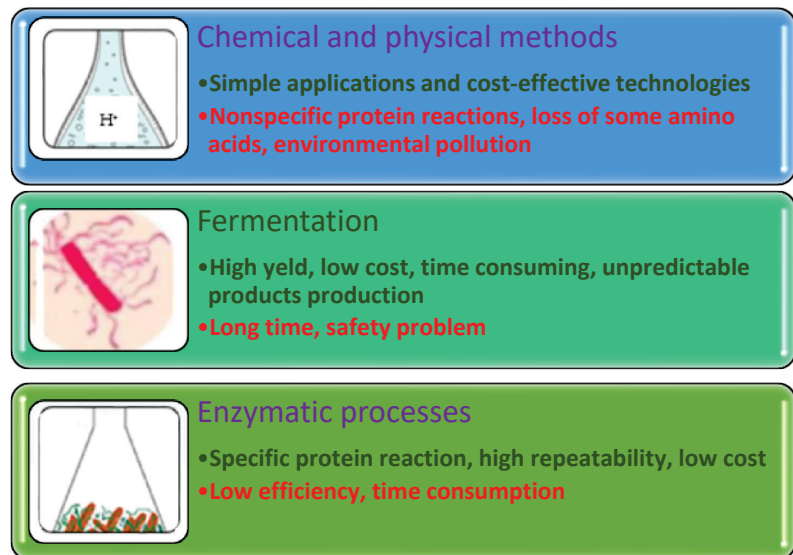 Chemical and physical methods
•Simple applications and cost-effective technologies
•Nonspecific protein reactions, loss of some amino
acids, environmental pollution
H⁺
Fermentation
•High yeld, low cost, time consuming, unpredictable
products production
•Long time, safety problem
Enzymatic processes
•Specific protein reaction, high repeatability, low cost
•Low efficiency, time consumption